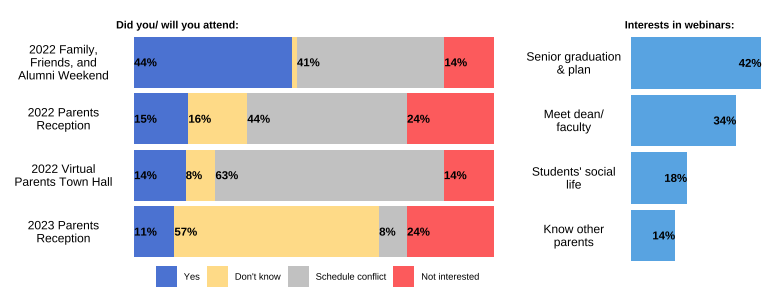 Did you/ will you attend:
2022 Family,
Friends, and
Alumni Weekend
44%
41%
14%
2022 Parents
Reception
15%
16%
44%
24%
2022 Virtual
Parents Town Hall
14%
8%
63%
14%
2023 Parents
Reception
11%
57%
8%
24%
Yes
Don't know
Schedule conflict
Not interested
Interests in webinars:
Senior graduation
& plan
42%
Meet dean/
faculty
34%
Students' social
life
18%
Know other
parents
14%